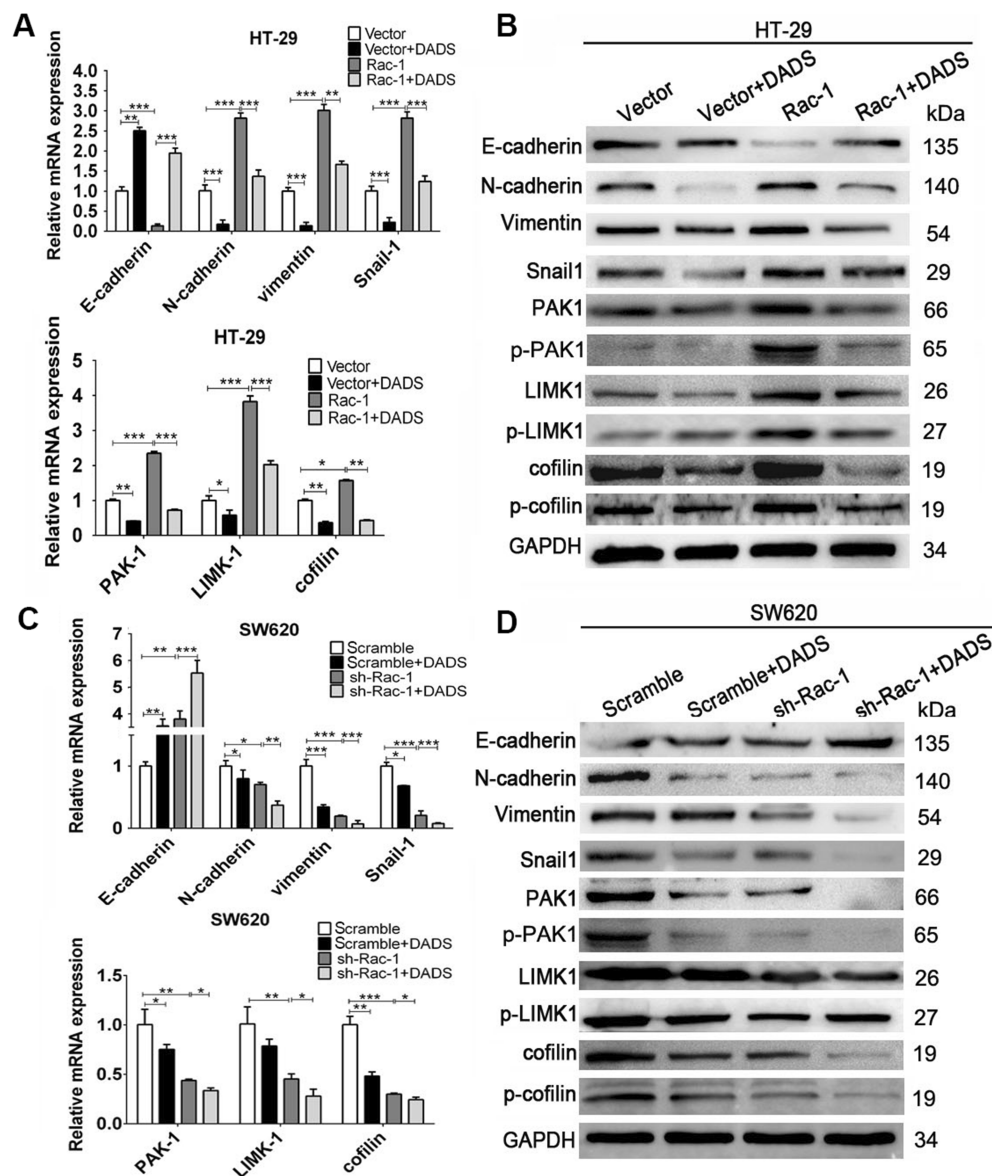 A
HT-29
Vector
Vector+DADS
Rac-1
Rac-1+DADS
Relative mRNA expression
4.0
3.5
3.0
2.5
2.0
1.5
1.0
0.5
0.0
*** *** *** *** *** ** *** ***
** *** *** *** ***
E-cadherin
N-cadherin
vimentin
Snail-1
HT-29
Vector
Vector+DADS
Rac-1
Rac-1+DADS
Relative mRNA expression
5
4
3
2
1
0
*** *** *** *** * **
** * **
PAK-1
LIMK-1
cofilin
B
HT-29
Vector
Vector+DADS
Rac-1
Rac-1+DADS
kDa
E-cadherin 135
N-cadherin 140
Vimentin 54
Snail1 29
PAK1 66
p-PAK1 65
LIMK1 26
p-LIMK1 27
cofilin 19
p-cofilin 19
GAPDH 34
C
SW620
Scramble
Scramble+DADS
sh-Rac-1
sh-Rac-1+DADS
Relative mRNA expression
7
6
5
4
1
0
** *** * ** *** *** *** ***
** * *** *
E-cadherin
N-cadherin
vimentin
Snail-1
SW620
Scramble
Scramble+DADS
sh-Rac-1
sh-Rac-1+DADS
Relative mRNA expression
1.5
1.0
0.5
0.0
** * ** * *** *
* **
PAK-1
LIMK-1
cofilin
D
SW620
Scramble
Scramble+DADS
sh-Rac-1
sh-Rac-1+DADS
kDa
E-cadherin 135
N-cadherin 140
Vimentin 54
Snail1 29
PAK1 66
p-PAK1 65
LIMK1 26
p-LIMK1 27
cofilin 19
p-cofilin 19
GAPDH 34